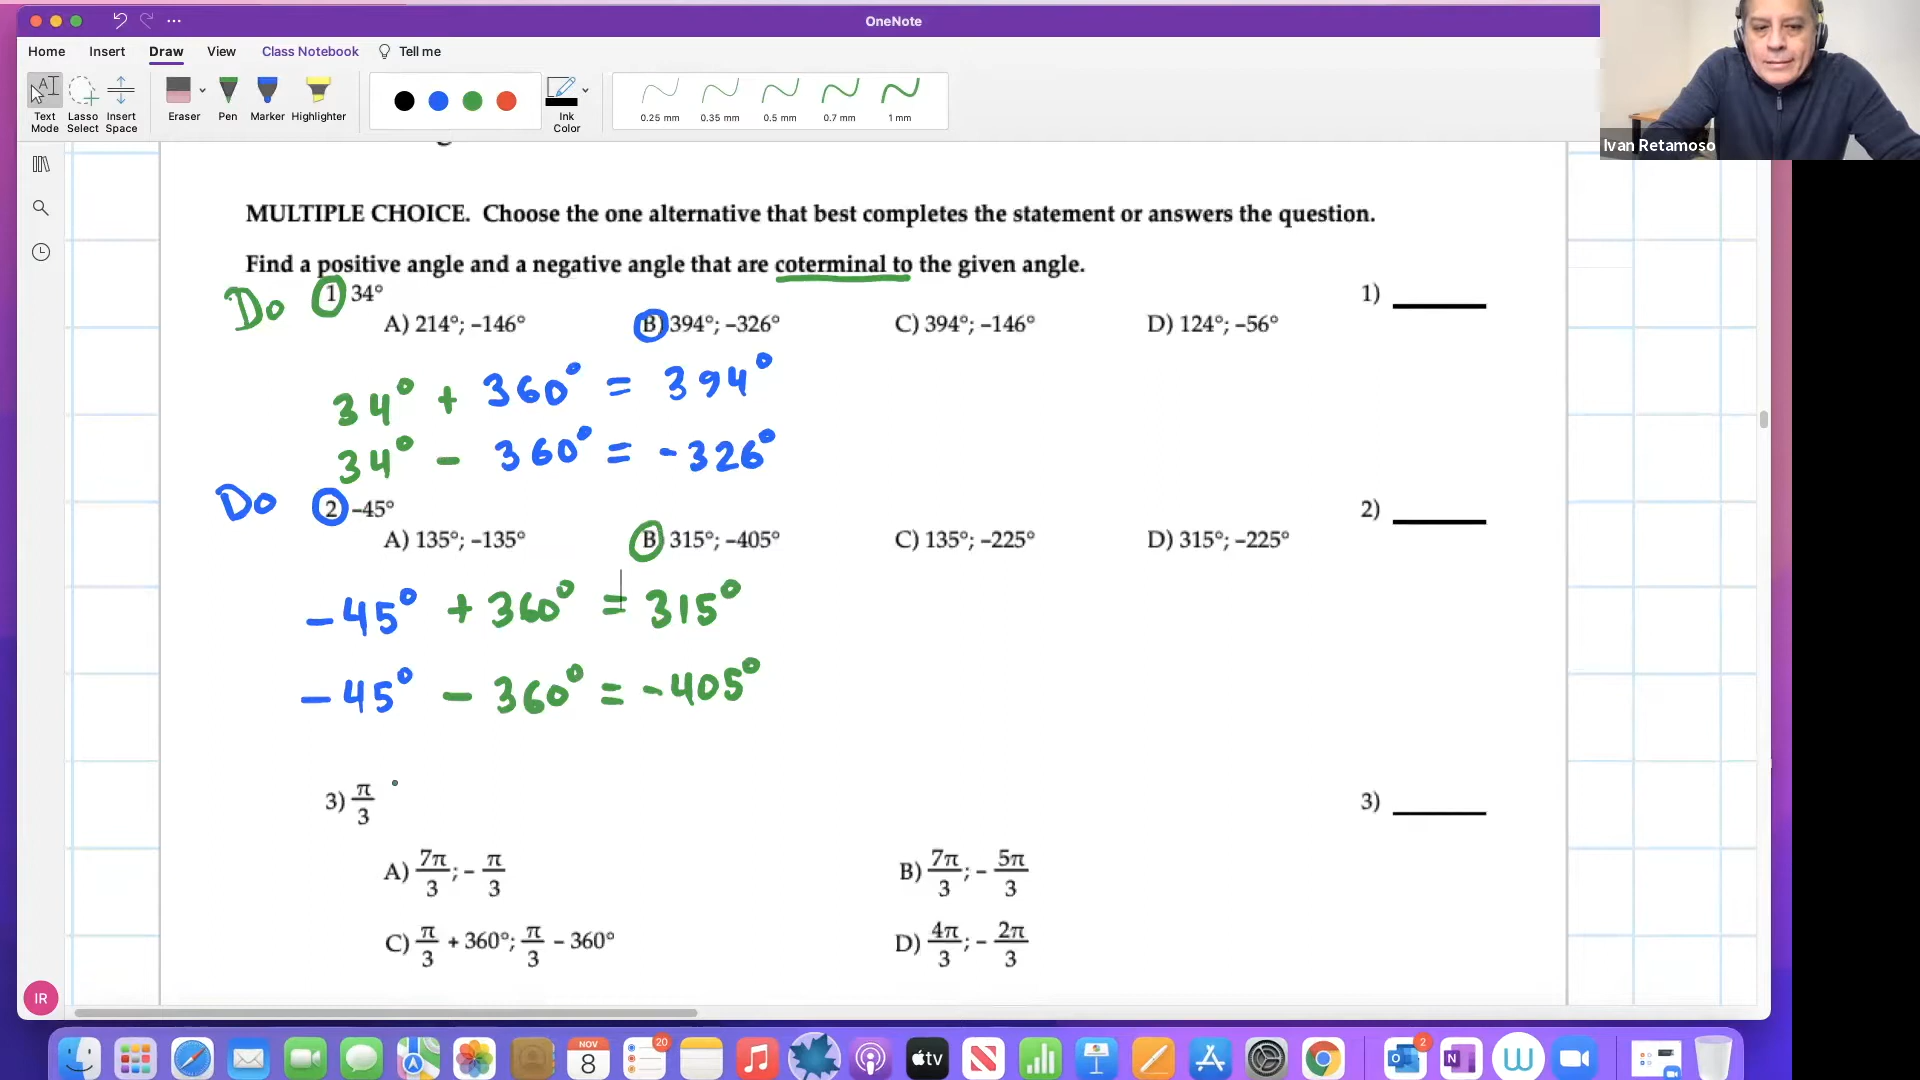 OneNote
Home Insert Draw View Class Notebook Tell me
Text Mode Lasso Select Insert Space Eraser Pen Marker Highlighter Ink Color 0.25 mm 0.35 mm 0.5 mm 0.7 mm 1 mm
Ivan Retamoso
MULTIPLE CHOICE. Choose the one alternative that best completes the statement or answers the question.
Find a positive angle and a negative angle that are coterminal to the given angle.
Do 1) 34° 1)
A) 214°; –146° B) 394°; –326° C) 394°; –146° D) 124°; –56°
34° + 360° = 394°
34° - 360° = -326°
Do 2) –45° 2)
A) 135°; –135° B) 315°; –405° C) 135°; –225° D) 315°; –225°
-45° + 360° = 315°
-45° - 360° = -405°
3) π/3 3)
A) 7π/3; – π/3 B) 7π/3; – 5π/3
C) π/3 + 360°; π/3 – 360° D) 4π/3; – 2π/3
IR
NOV 8 20 tv 2 N W